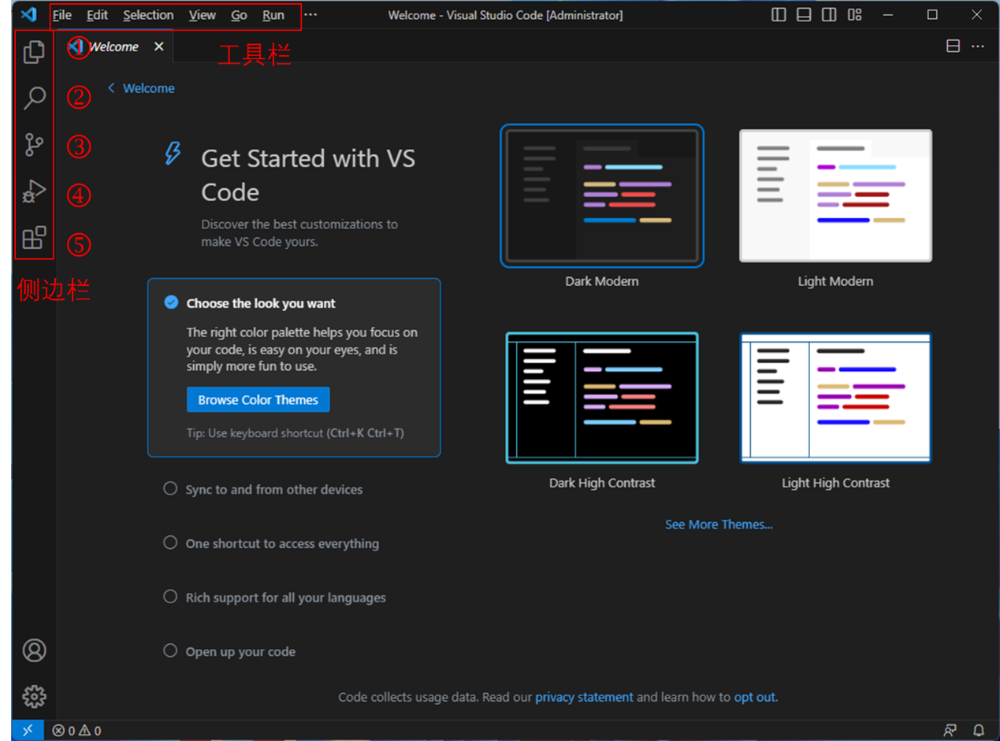 File Edit Selection View Go Run ···
Welcome - Visual Studio Code [Administrator]
① Welcome
工具栏
②
Welcome
③
④
⑤
侧边栏
Get Started with VS
Code
Discover the best customizations to
make VS Code yours.
Choose the look you want
The right color palette helps you focus on
your code, is easy on your eyes, and is
simply more fun to use.
Browse Color Themes
Tip: Use keyboard shortcut (Ctrl+K Ctrl+T)
Sync to and from other devices
One shortcut to access everything
Rich support for all your languages
Open up your code
Dark Modern
Light Modern
Dark High Contrast
Light High Contrast
See More Themes...
Code collects usage data. Read our privacy statement and learn how to opt out.
0 0